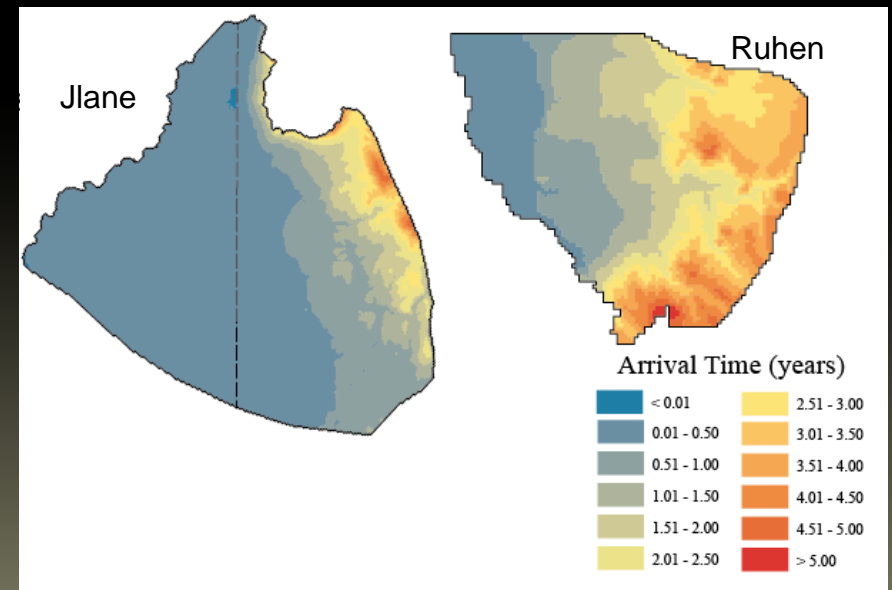 Jlane
Ruhen
Arrival Time (years)
< 0.01
0.01 - 0.50
0.51 - 1.00
1.01 - 1.50
1.51 - 2.00
2.01 - 2.50
2.51 - 3.00
3.01 - 3.50
3.51 - 4.00
4.01 - 4.50
4.51 - 5.00
> 5.00